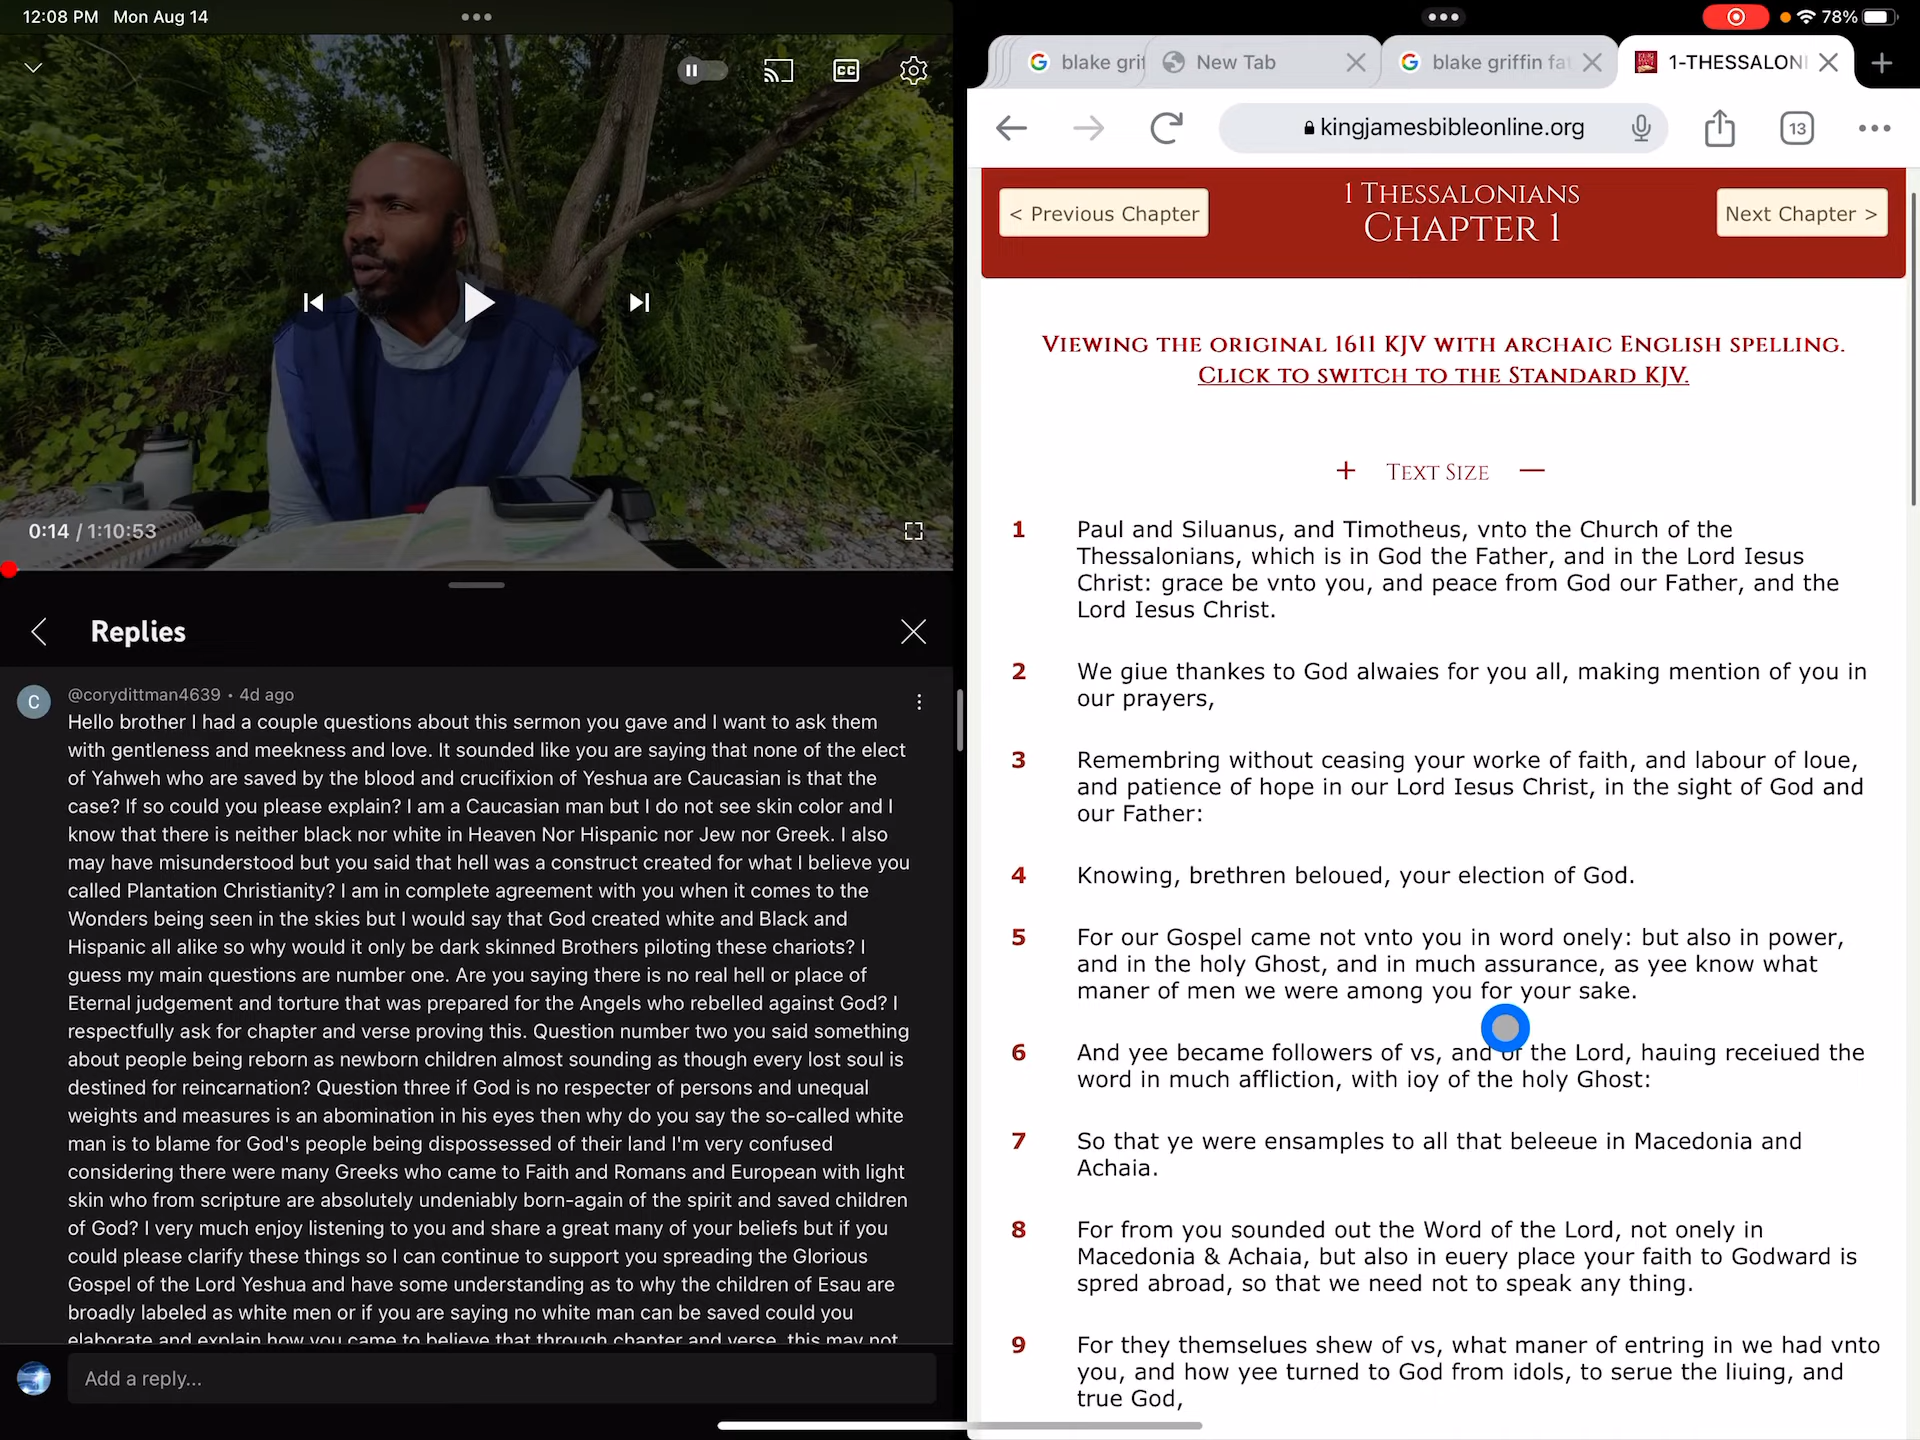 12:08 PM Mon Aug 14
78%
CC
0:14 / 1:10:53
Replies
C
@corydittman4639 • 4d ago
Hello brother I had a couple questions about this sermon you gave and I want to ask them
with gentleness and meekness and love. It sounded like you are saying that none of the elect
of Yahweh who are saved by the blood and crucifixion of Yeshua are Caucasian is that the
case? If so could you please explain? I am a Caucasian man but I do not see skin color and I
know that there is neither black nor white in Heaven Nor Hispanic nor Jew nor Greek. I also
may have misunderstood but you said that hell was a construct created for what I believe you
called Plantation Christianity? I am in complete agreement with you when it comes to the
Wonders being seen in the skies but I would say that God created white and Black and
Hispanic all alike so why would it only be dark skinned Brothers piloting these chariots? I
guess my main questions are number one. Are you saying there is no real hell or place of
Eternal judgement and torture that was prepared for the Angels who rebelled against God? I
respectfully ask for chapter and verse proving this. Question number two you said something
about people being reborn as newborn children almost sounding as though every lost soul is
destined for reincarnation? Question three if God is no respecter of persons and unequal
weights and measures is an abomination in his eyes then why do you say the so-called white
man is to blame for God's people being dispossessed of their land I'm very confused
considering there were many Greeks who came to Faith and Romans and European with light
skin who from scripture are absolutely undeniably born-again of the spirit and saved children
of God? I very much enjoy listening to you and share a great many of your beliefs but if you
could please clarify these things so I can continue to support you spreading the Glorious
Gospel of the Lord Yeshua and have some understanding as to why the children of Esau are
broadly labeled as white men or if you are saying no white man can be saved could you
elaborate and explain how you came to believe that through chapter and verse, this may not
Add a reply...
blake grif
New Tab
blake griffin fa
1-THESSALONI
kingjamesbibleonline.org
13
< Previous Chapter
1 Thessalonians
Chapter 1
Next Chapter >
Viewing the original 1611 KJV with archaic English spelling.
Click to switch to the Standard KJV.
+ Text Size —
1 Paul and Siluanus, and Timotheus, vnto the Church of the
Thessalonians, which is in God the Father, and in the Lord Iesus
Christ: grace be vnto you, and peace from God our Father, and the
Lord Iesus Christ.
2 We giue thankes to God alwaies for you all, making mention of you in
our prayers,
3 Remembring without ceasing your worke of faith, and labour of loue,
and patience of hope in our Lord Iesus Christ, in the sight of God and
our Father:
4 Knowing, brethren beloued, your election of God.
5 For our Gospel came not vnto you in word onely: but also in power,
and in the holy Ghost, and in much assurance, as yee know what
maner of men we were among you for your sake.
6 And yee became followers of vs, and of the Lord, hauing receiued the
word in much affliction, with ioy of the holy Ghost:
7 So that ye were ensamples to all that beleeue in Macedonia and
Achaia.
8 For from you sounded out the Word of the Lord, not onely in
Macedonia & Achaia, but also in euery place your faith to Godward is
spred abroad, so that we need not to speak any thing.
9 For they themselues shew of vs, what maner of entring in we had vnto
you, and how yee turned to God from idols, to serue the liuing, and
true God,